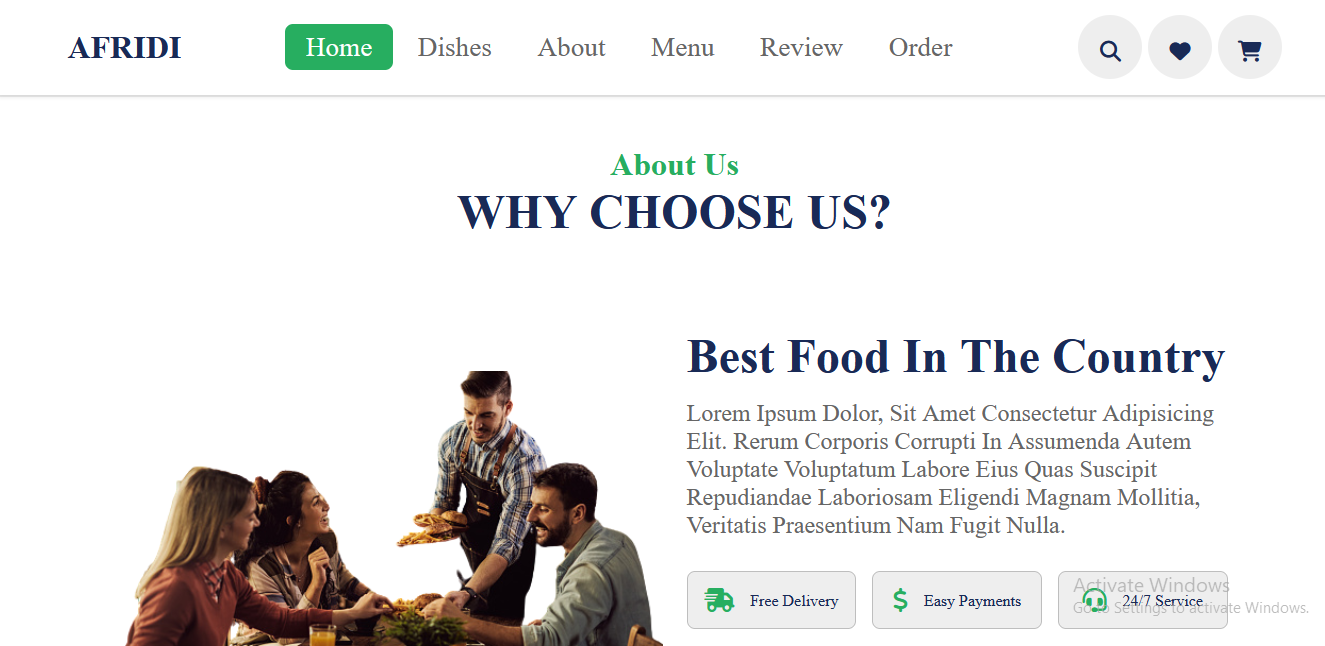 AFRIDI
Home Dishes About Menu Review Order
About Us
WHY CHOOSE US?
Best Food In The Country
Lorem Ipsum Dolor, Sit Amet Consectetur Adipisicing
Elit. Rerum Corporis Corrupti In Assumenda Autem
Voluptate Voluptatum Labore Eius Quas Suscipit
Repudiandae Laboriosam Eligendi Magnam Mollitia,
Veritatis Praesentium Nam Fugit Nulla.
Free Delivery Easy Payments 24/7 Service
Activate Windows
Go to Settings to activate Windows.